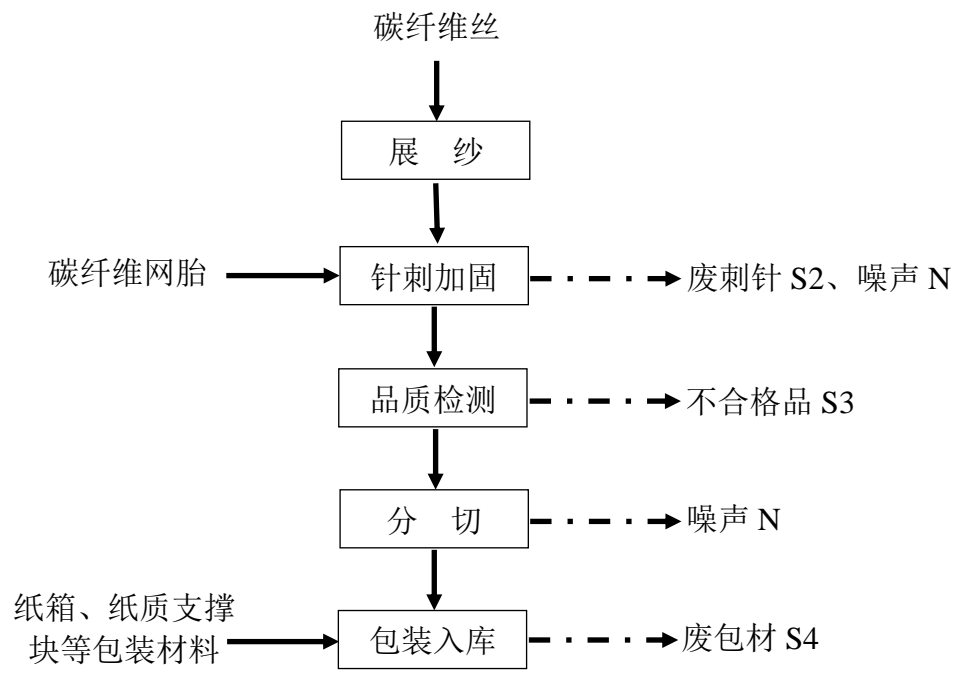 碳纤维丝
展 纱
碳纤维网胎
针刺加固
废刺针 S2、噪声 N
品质检测
不合格品 S3
分 切
噪声 N
纸箱、纸质支撑
块等包装材料
包装入库
废包材 S4